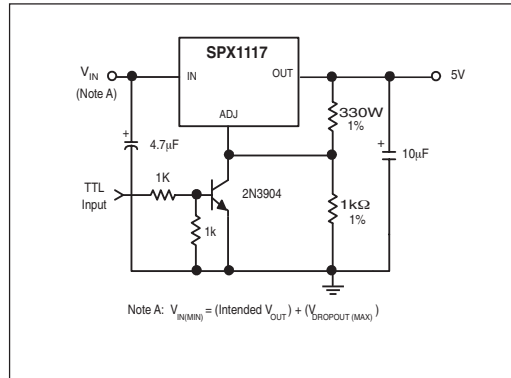 SPX1117
V_IN
(Note A)
IN
OUT
5V
ADJ
330W
1%
4.7µF
10µF
TTL
Input
1K
2N3904
1k
1kΩ
1%
Note A: V_IN(MIN) = (Intended V_OUT) + (V_DROPOUT (MAX))